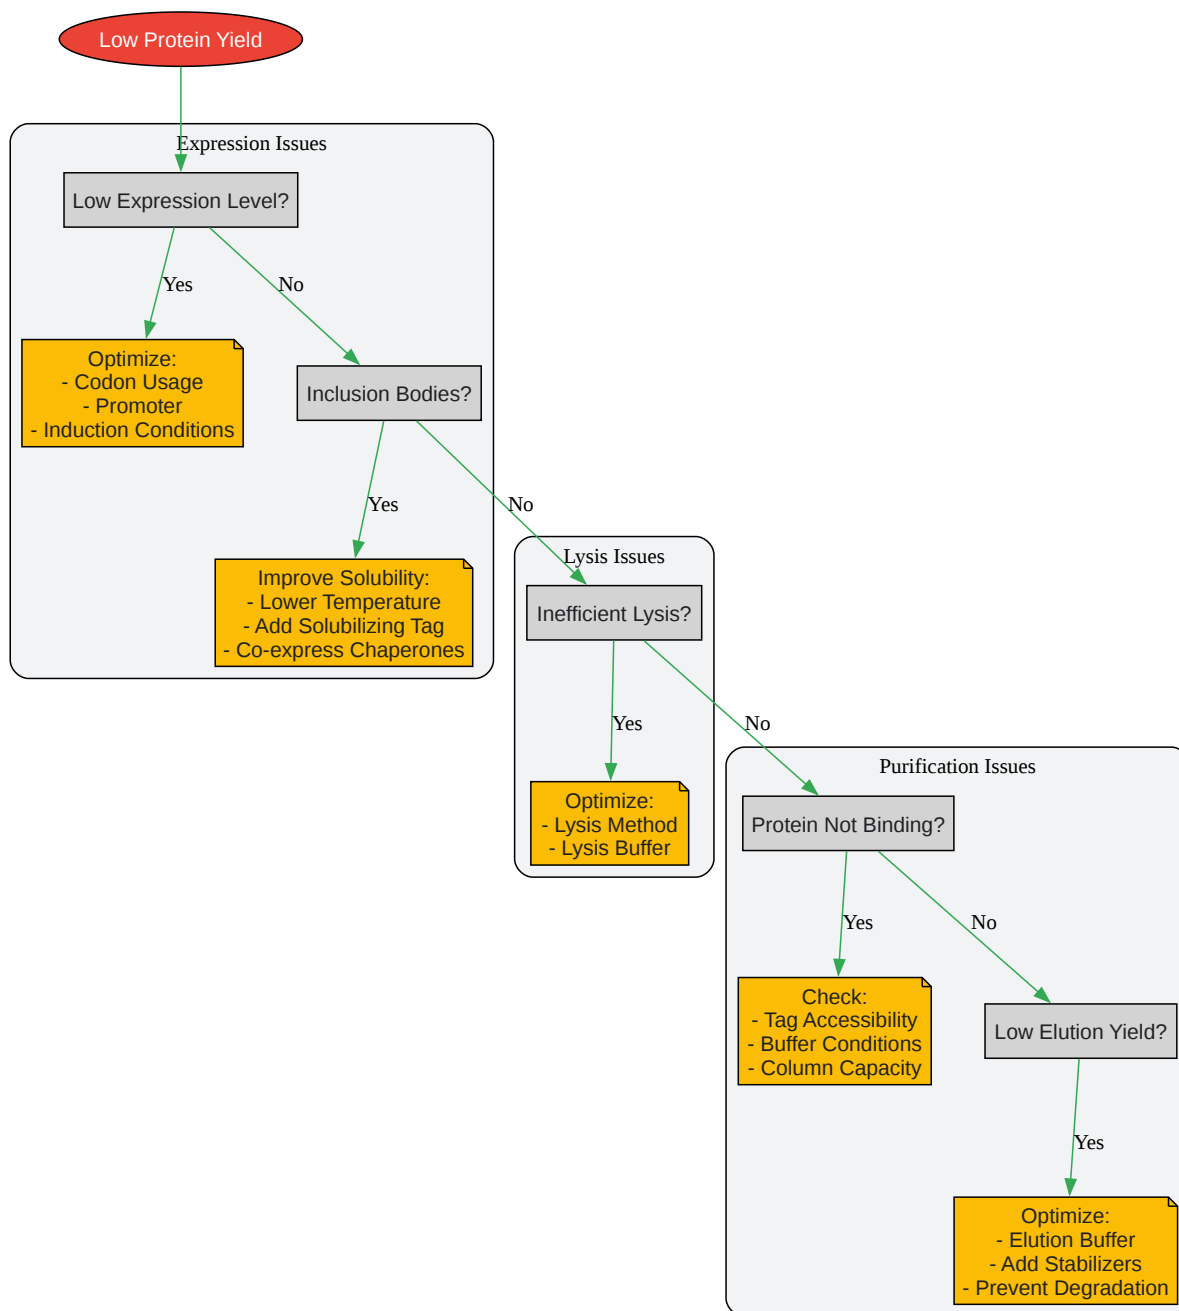 Low Protein Yield
Expression Issues
Low Expression Level?
Yes
No
Optimize:
- Codon Usage
- Promoter
- Induction Conditions
Inclusion Bodies?
Yes
No
Improve Solubility:
- Lower Temperature
- Add Solubilizing Tag
- Co-express Chaperones
Lysis Issues
Inefficient Lysis?
Yes
No
Optimize:
- Lysis Method
- Lysis Buffer
Purification Issues
Protein Not Binding?
Yes
No
Check:
- Tag Accessibility
- Buffer Conditions
- Column Capacity
Low Elution Yield?
Yes
Optimize:
- Elution Buffer
- Add Stabilizers
- Prevent Degradation